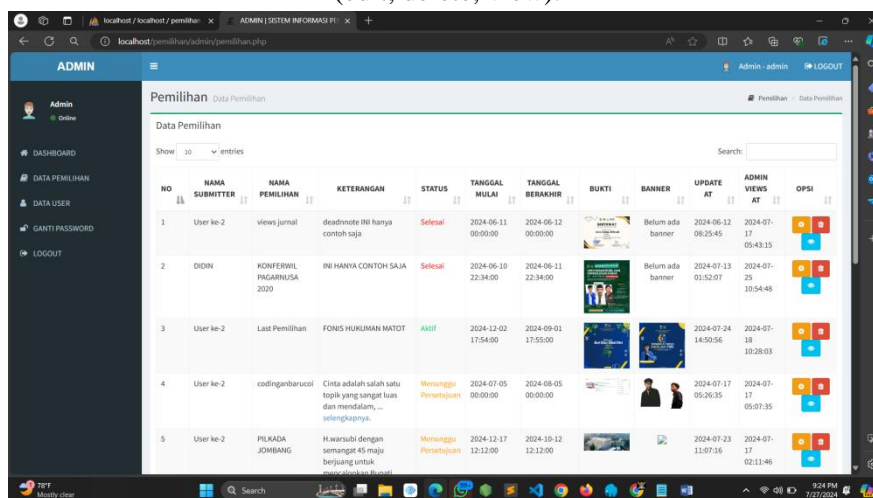 (edit, delete, view).
localhost / localhost / pemilihan
ADMIN | SISTEM INFORMASI PE
localhost/pemilihan/admin/pemilihan.php
ADMIN
Admin - admin LOGOUT
Admin
Online
DASHBOARD
DATA PEMILIHAN
DATA USER
GANTI PASSWORD
LOGOUT
Pemilihan Data Pemilihan
Pemilihan > Data Pemilihan
Data Pemilihan
Show 10 entries
Search:
NO NAMA SUBMITTER NAMA PEMILIHAN KETERANGAN STATUS TANGGAL MULAI TANGGAL BERAKHIR BUKTI BANNER UPDATE AT ADMIN VIEWS AT OPSI
1 User ke-2 views jurnal deadnnote INI hanya Selesai 2024-06-11 2024-06-12 Belum ada 2024-06-12 2024-07-
contoh saja 00:00:00 00:00:00 banner 08:25:45 17
05:43:15
2 DIDIN KONFERWIL INI HANYA CONTOH SAJA Selesai 2024-06-10 2024-06-11 Belum ada 2024-07-13 2024-07-
PAGARNUSA 22:34:00 22:34:00 banner 01:52:07 25
2020 10:54:48
3 User ke-2 Last Pemilihan FONIS HUKUMAN MATOT Aktif 2024-12-02 2024-09-01 2024-07-24 2024-07-
17:54:00 17:55:00 14:50:56 18
10:28:03
4 User ke-2 codinganbarucoi Cinta adalah salah satu Menunggu 2024-07-05 2024-08-05 2024-07-17 2024-07-
topik yang sangat luas Persetujuan 00:00:00 00:00:00 05:26:35 17
dan mendalam, ... 05:07:35
selengkapnya.
5 User ke-2 PILKADA H.warsubi dengan Menunggu 2024-12-17 2024-10-12 2024-07-23 2024-07-
JOMBANG semangat 45 maju Persetujuan 12:12:00 12:12:00 11:07:16 17
berjuang untuk 02:11:46
mencalonkan Bupati
78°F
Mostly clear
Search
9:24 PM
7/27/2024